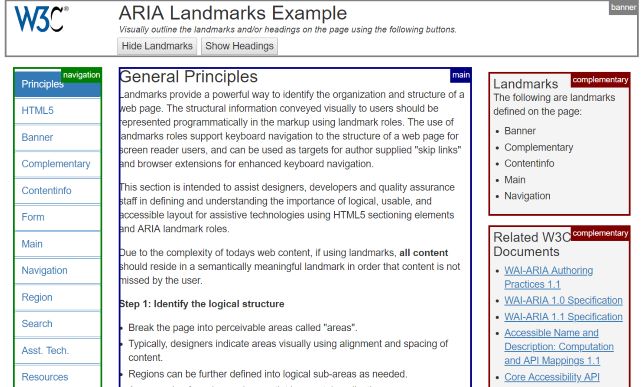 W3C®
ARIA Landmarks Example
banner
Visually outline the landmarks and/or headings on the page using the following buttons.
Hide Landmarks
Show Headings
navigation
Principles
HTML5
Banner
Complementary
Contentinfo
Form
Main
Navigation
Region
Search
Asst. Tech.
Resources
main
General Principles
Landmarks provide a powerful way to identify the organization and structure of a
web page. The structural information conveyed visually to users should be
represented programmatically in the markup using landmark roles. The use of
landmarks roles support keyboard navigation to the structure of a web page for
screen reader users, and can be used as targets for author supplied "skip links"
and browser extensions for enhanced keyboard navigation.
This section is intended to assist designers, developers and quality assurance
staff in defining and understanding the importance of logical, usable, and
accessible layout for assistive technologies using HTML5 sectioning elements
and ARIA landmark roles.
Due to the complexity of todays web content, if using landmarks, all content
should reside in a semantically meaningful landmark in order that content is not
missed by the user.
Step 1: Identify the logical structure
• Break the page into perceivable areas called "areas".
• Typically, designers indicate areas visually using alignment and spacing of
content.
• Regions can be further defined into logical sub-areas as needed.
complementary
Landmarks
The following are landmarks
defined on the page:
• Banner
• Complementary
• Contentinfo
• Main
• Navigation
complementary
Related W3C
Documents
• WAI-ARIA Authoring
Practices 1.1
• WAI-ARIA 1.0 Specification
• WAI-ARIA 1.1 Specification
• Accessible Name and
Description: Computation
and API Mappings 1.1
• Core Accessibility API